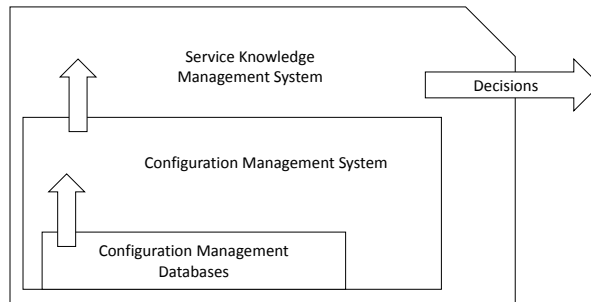 Service Knowledge
Management System
Decisions
Configuration Management System
Configuration Management
Databases